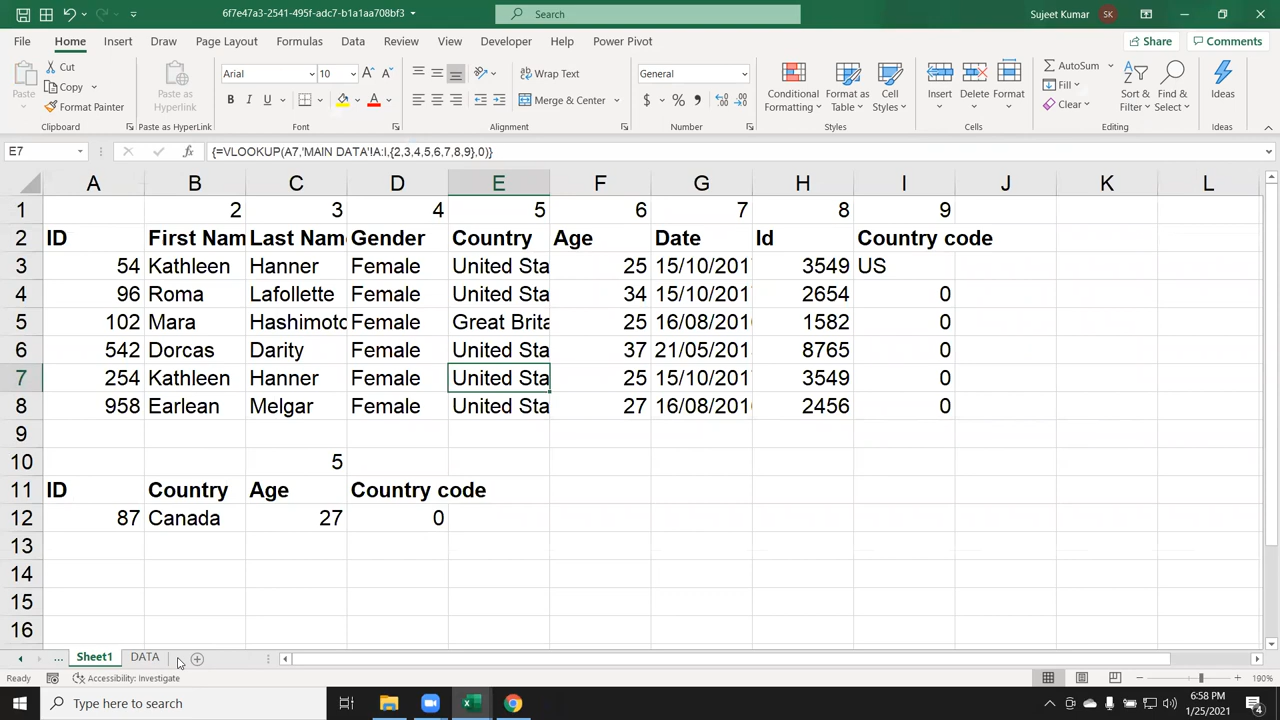 6f7e47a3-2541-495f-adc7-b1a1aa708bf3
Search
Sujeet Kumar SK
File Home Insert Draw Page Layout Formulas Data Review View Developer Help Power Pivot Share Comments
Paste Cut Copy Format Painter Clipboard
Paste as Hyperlink Paste as HyperLink
Arial 10 B I U A Font
Wrap Text Merge & Center Alignment
General $ % Number
Conditional Formatting Format as Table Cell Styles Styles
Insert Delete Format Cells
AutoSum Fill Clear Sort & Filter Find & Select Editing
Ideas Ideas
E7 fx {=VLOOKUP(A7,'MAIN DATA'!A:I,{2,3,4,5,6,7,8,9},0)}
A B C D E F G H I J K L
1 2 3 4 5 6 7 8 9
2 ID First Nam Last Nam Gender Country Age Date Id Country code
3 54 Kathleen Hanner Female United Sta 25 15/10/201 3549 US
4 96 Roma Lafollette Female United Sta 34 15/10/201 2654 0
5 102 Mara Hashimoto Female Great Brita 25 16/08/201 1582 0
6 542 Dorcas Darity Female United Sta 37 21/05/201 8765 0
7 254 Kathleen Hanner Female United Sta 25 15/10/201 3549 0
8 958 Earlean Melgar Female United Sta 27 16/08/201 2456 0
9
10 5
11 ID Country Age Country code
12 87 Canada 27 0
13
14
15
16
... Sheet1 DATA
Ready Accessibility: Investigate 190%
Type here to search 6:58 PM
1/25/2021 4